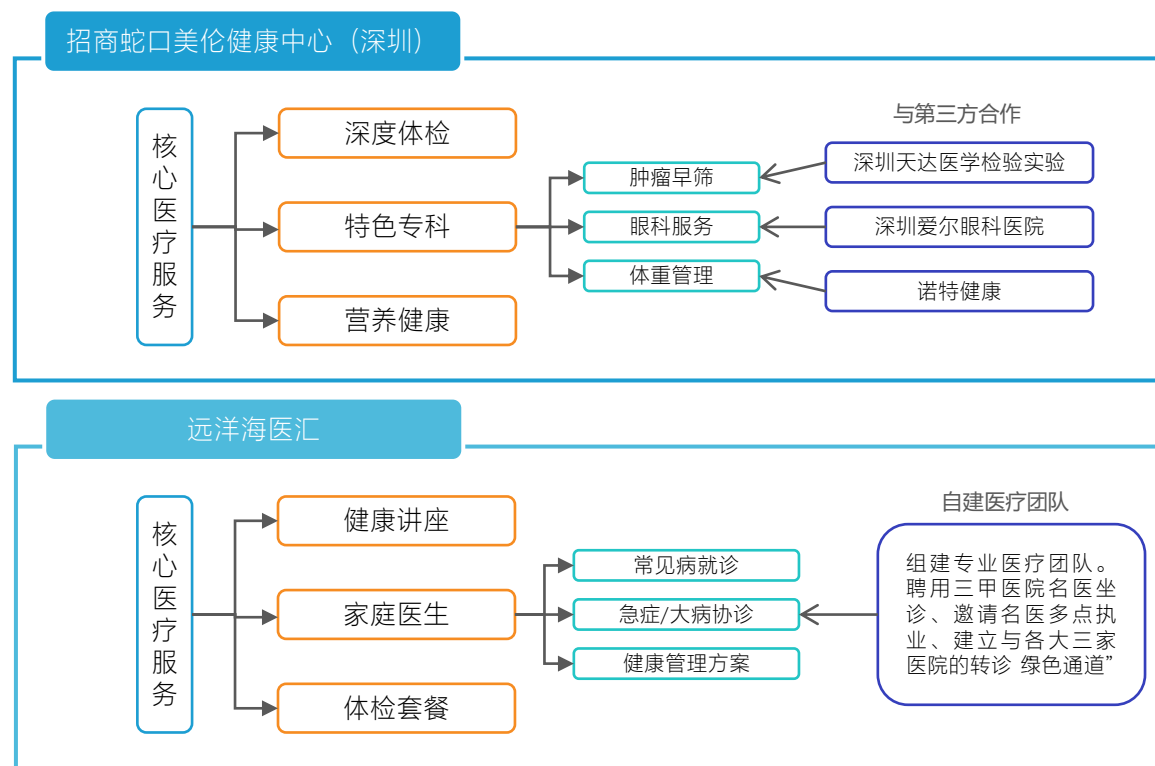 招商蛇口美伦健康中心（深圳）
与第三方合作
核心医疗服务
深度体检
特色专科
营养健康
肿瘤早筛
眼科服务
体重管理
深圳天达医学检验实验
深圳爱尔眼科医院
诺特健康
远洋海医汇
自建医疗团队
核心医疗服务
健康讲座
家庭医生
体检套餐
常见病就诊
急症/大病协诊
健康管理方案
组建专业医疗团队。
聘用三甲医院名医坐
诊、邀请名医多点执
业、建立与各大三家
医院的转诊 绿色通道”